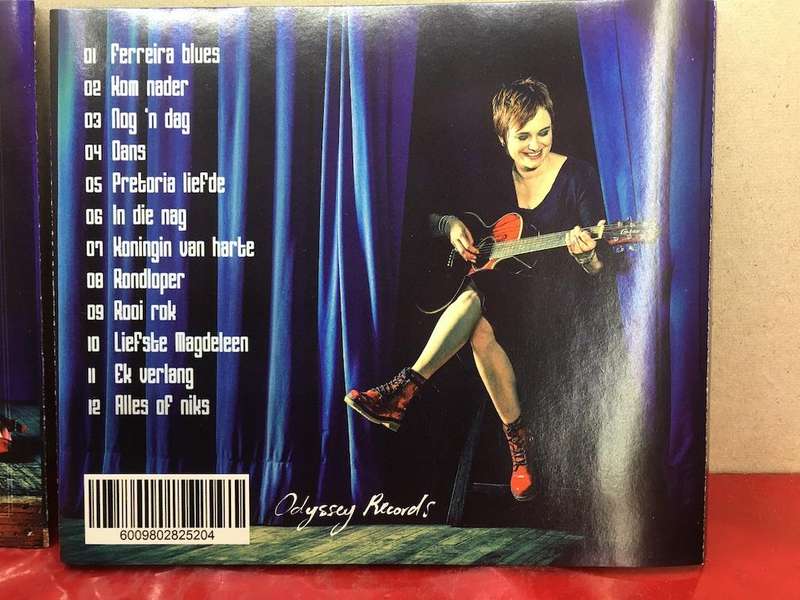 01 Ferreira blues
02 Kom nader
03 Nog 'n dag
04 Dans
05 Pretoria liefde
06 In die nag
07 Koningin van harte
08 Rondloper
09 Rooi rok
10 Liefste Magdeleen
11 Ek verlang
12 Alles of niks
6009802825204
Odyssey Records